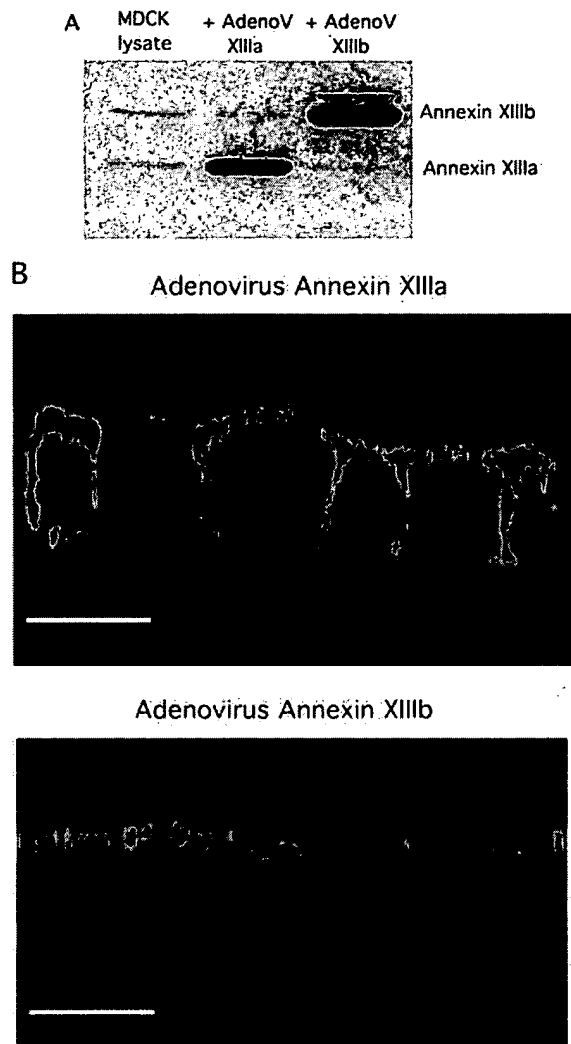 A
MDCK lysate
+ AdenoV XIIIa
+ AdenoV XIIIb
Annexin XIIIb
Annexin XIIIa
B
Adenovirus Annexin XIIIa
Adenovirus Annexin XIIIb